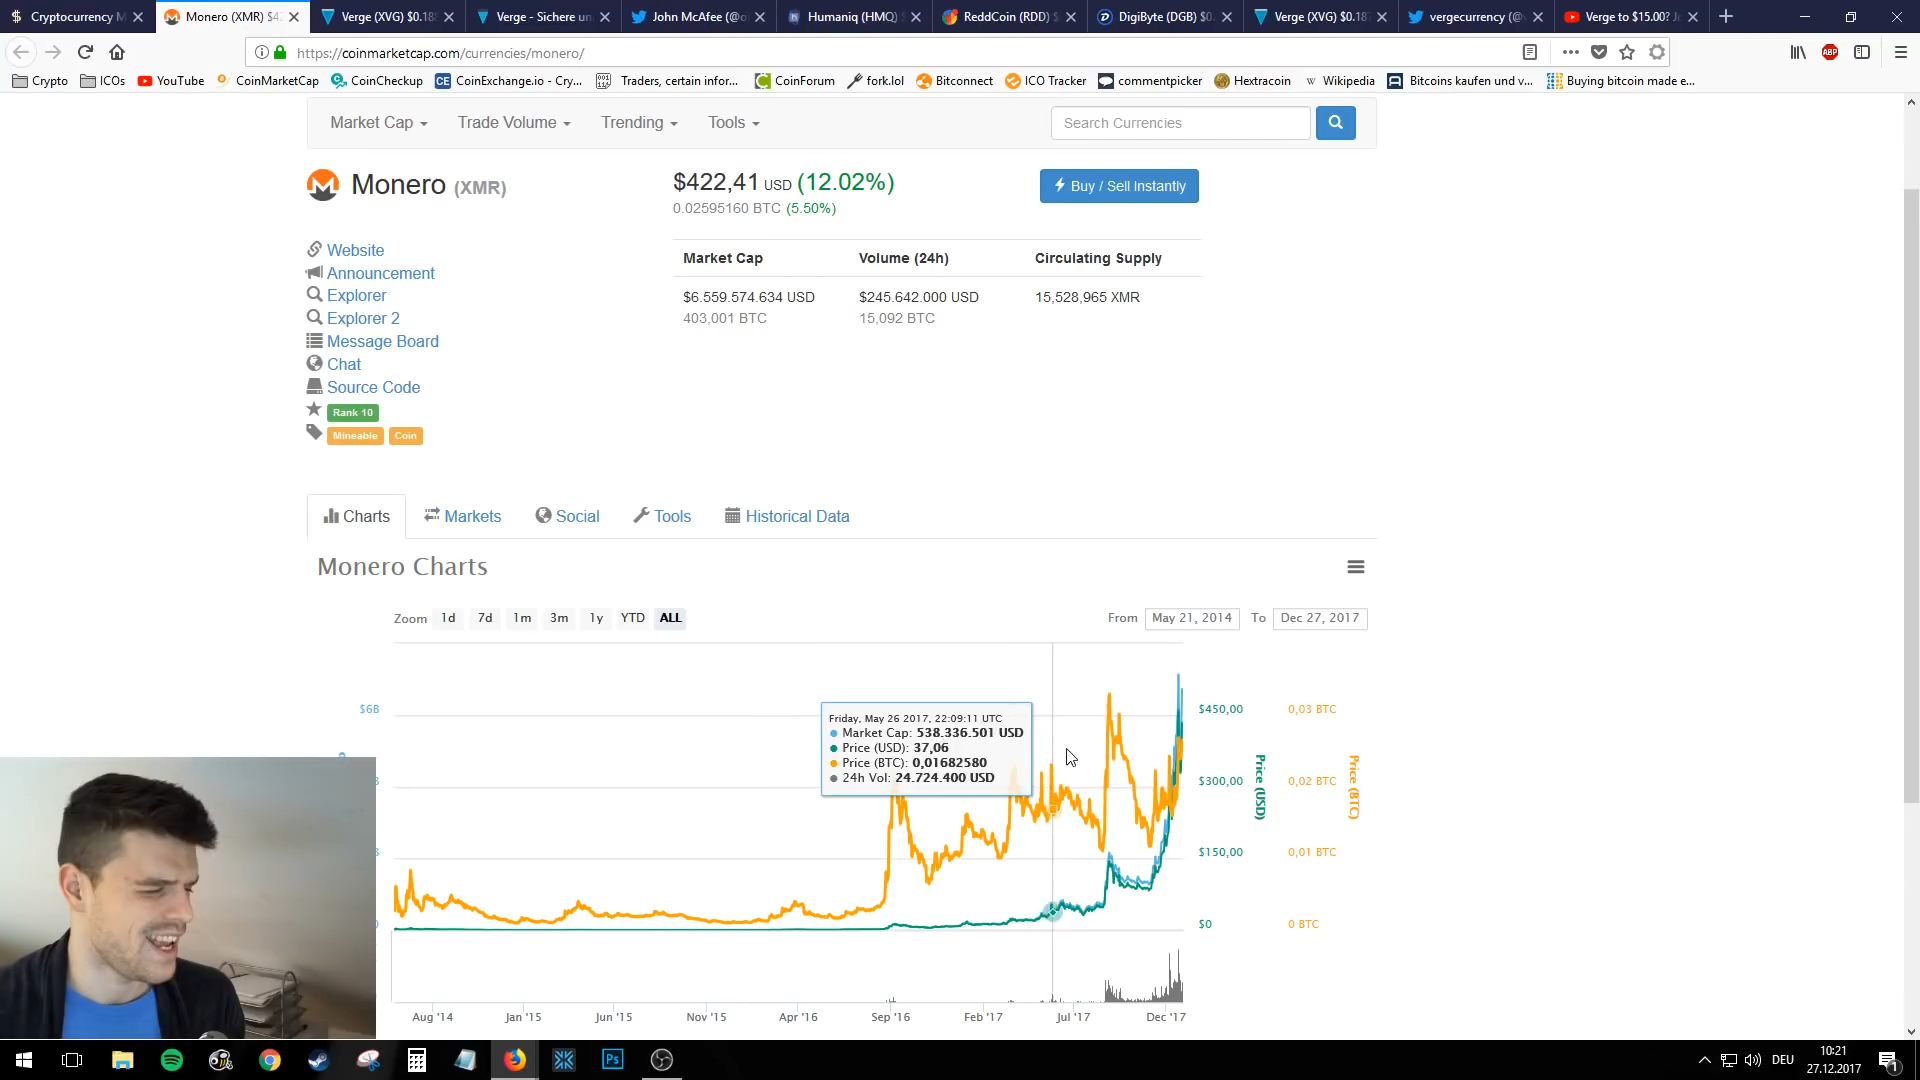 Cryptocurrency M
Monero (XMR) $42
Verge (XVG) $0.18
Verge - Sichere un
John McAfee (@o
Humaniq (HMQ) $
ReddCoin (RDD) $
DigiByte (DGB) $0.
Verge (XVG) $0.187
vergecurrency (@
Verge to $15.00? Jo
https://coinmarketcap.com/currencies/monero/
ABP
Crypto
ICOs
YouTube
CoinMarketCap
CoinCheckup
CE CoinExchange.io - Cry...
Traders, certain infor...
CoinForum
fork.lol
Bitconnect
ICO Tracker
commentpicker
Hextracoin
W Wikipedia
Bitcoins kaufen und v...
Buying bitcoin made e...
Market Cap
Trade Volume
Trending
Tools
Search Currencies
Monero (XMR)
$422,41 USD (12.02%)
0.02595160 BTC (5.50%)
Buy / Sell Instantly
Website
Announcement
Explorer
Explorer 2
Message Board
Chat
Source Code
Rank 10
Mineable Coin
Market Cap Volume (24h) Circulating Supply
$6.559.574.634 USD $245.642.000 USD 15,528,965 XMR
403,001 BTC 15,092 BTC
Charts Markets Social Tools Historical Data
Monero Charts
Zoom 1d 7d 1m 3m 1y YTD ALL
From May 21, 2014 To Dec 27, 2017
$6B
$450,00 0,03 BTC
$300,00 0,02 BTC
$150,00 0,01 BTC
$0 0 BTC
Price (USD)
Price (BTC)
Friday, May 26 2017, 22:09:11 UTC
Market Cap: 538.336.501 USD
Price (USD): 37,06
Price (BTC): 0,01682580
24h Vol: 24.724.400 USD
Aug '14 Jan '15 Jun '15 Nov '15 Apr '16 Sep '16 Feb '17 Jul '17 Dec '17
Ps
DEU
10:21
27.12.2017
1